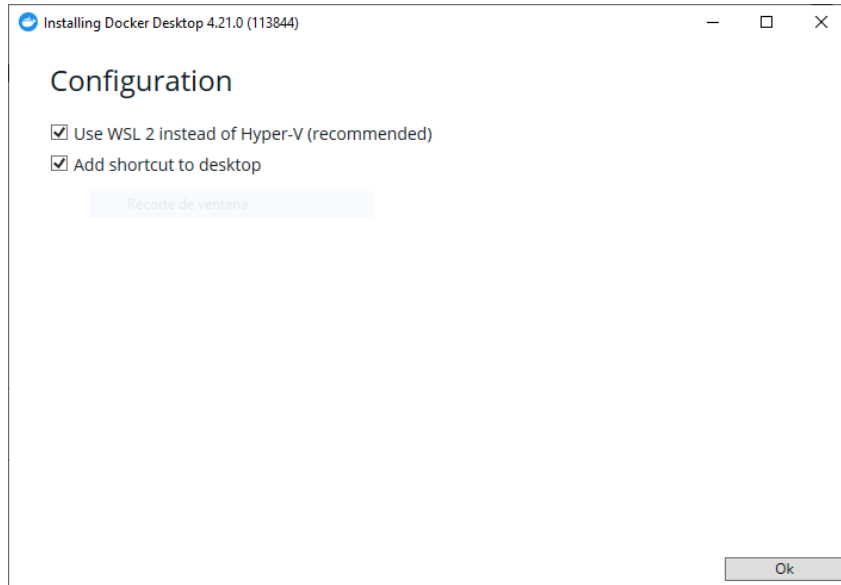 Installing Docker Desktop 4.21.0 (113844)
Configuration
Use WSL 2 instead of Hyper-V (recommended)
Add shortcut to desktop
Recorte de ventana
Ok